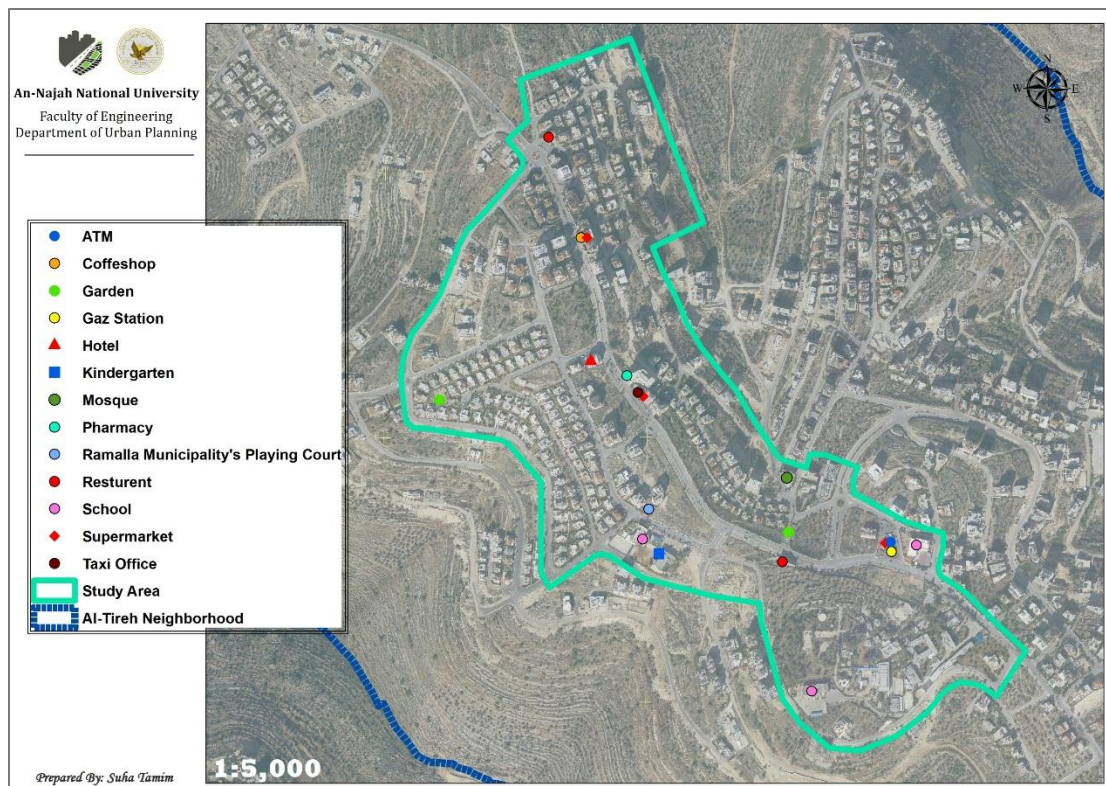 An-Najah National University
Faculty of Engineering
Department of Urban Planning
ATM
Coffeshop
Garden
Gaz Station
Hotel
Kindergarten
Mosque
Pharmacy
Ramalla Municipality's Playing Court
Resturent
School
Supermarket
Taxi Office
Study Area
Al-Tireh Neighborhood
N
W E
S
1:5,000
Prepared By: Suha Tamim